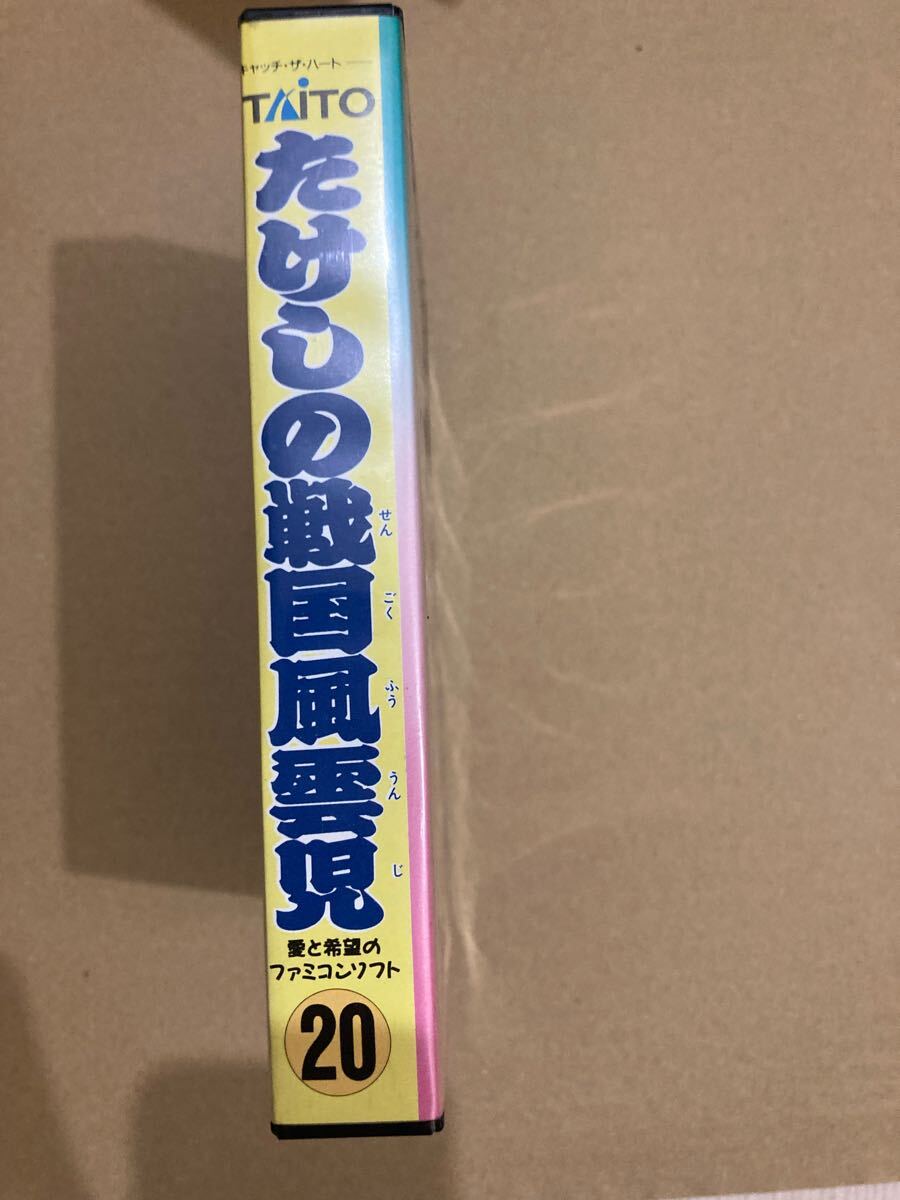 キャッチ・ザ・ハート
TAITO
たけしの戦国風雲児
せんごくふううんじ
愛と希望の
ファミコンソフト
20